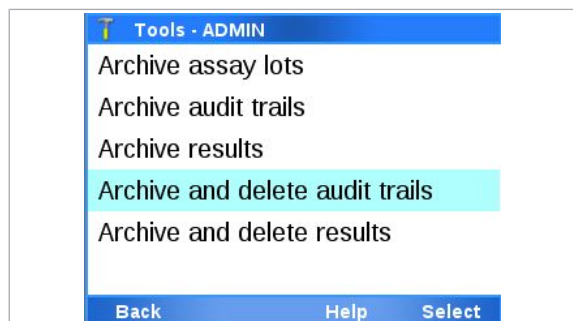 Tools - ADMIN
Archive assay lots
Archive audit trails
Archive results
Archive and delete audit trails
Archive and delete results
Back Help Select